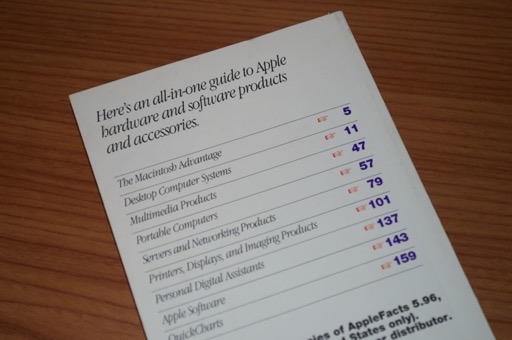 Here's an all-in-one guide to Apple
hardware and software products
and accessories.
The Macintosh Advantage 5
Desktop Computer Systems 11
Multimedia Products 47
Portable Computers 57
Servers and Networking Products 79
Printers, Displays, and Imaging Products 101
Personal Digital Assistants 137
Apple Software 143
QuickCharts 159
ies of AppleFacts 5.96,
d States only).
r distributor.